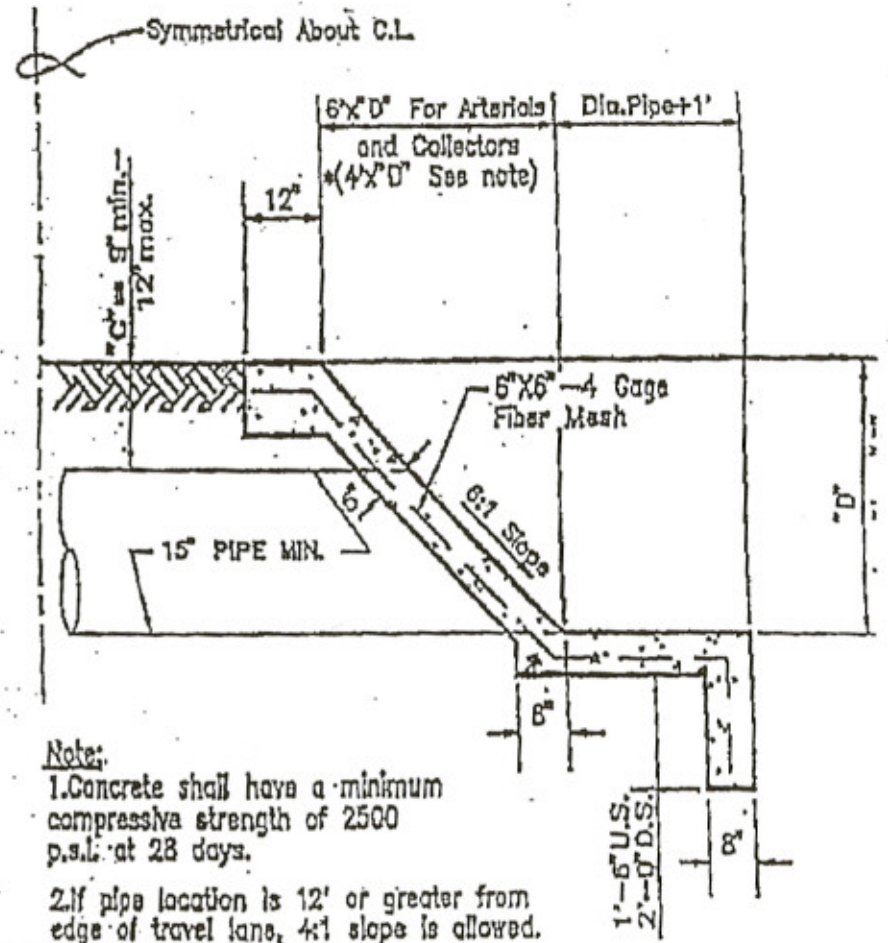 Symmetrical About C.L.
6'x"D" For Arterials
and Collectors
*(4'x"D" See note)
Dia.Pipe+1'
12"
"C"= 9" min.
12" max.
6"X6"-4 Gage
Fiber Mesh
6"
6:1 Slope
"D"
15" PIPE MIN.
8"
1'-6" U.S.
2'-0" D.S.
8"
Note:
1.Concrete shall have a minimum
compressive strength of 2500
p.s.i. at 28 days.
2.If pipe location is 12' or greater from
edge of travel lane, 4:1 slope is allowed.